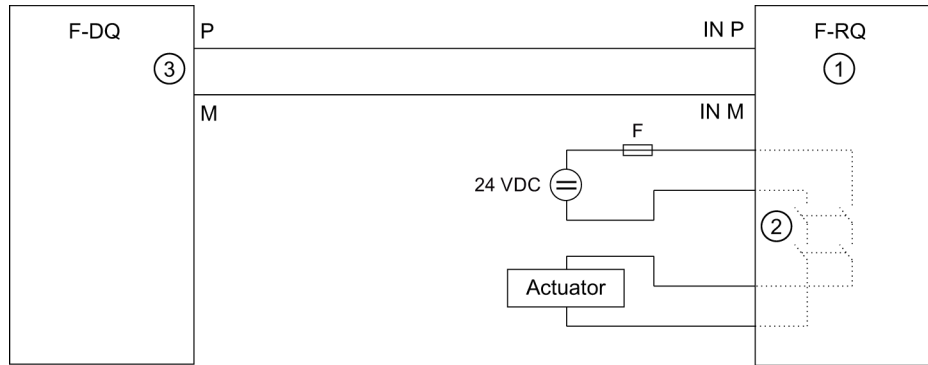 F-DQ
P
IN P
F-RQ
3
1
M
IN M
F
24 VDC
2
Actuator